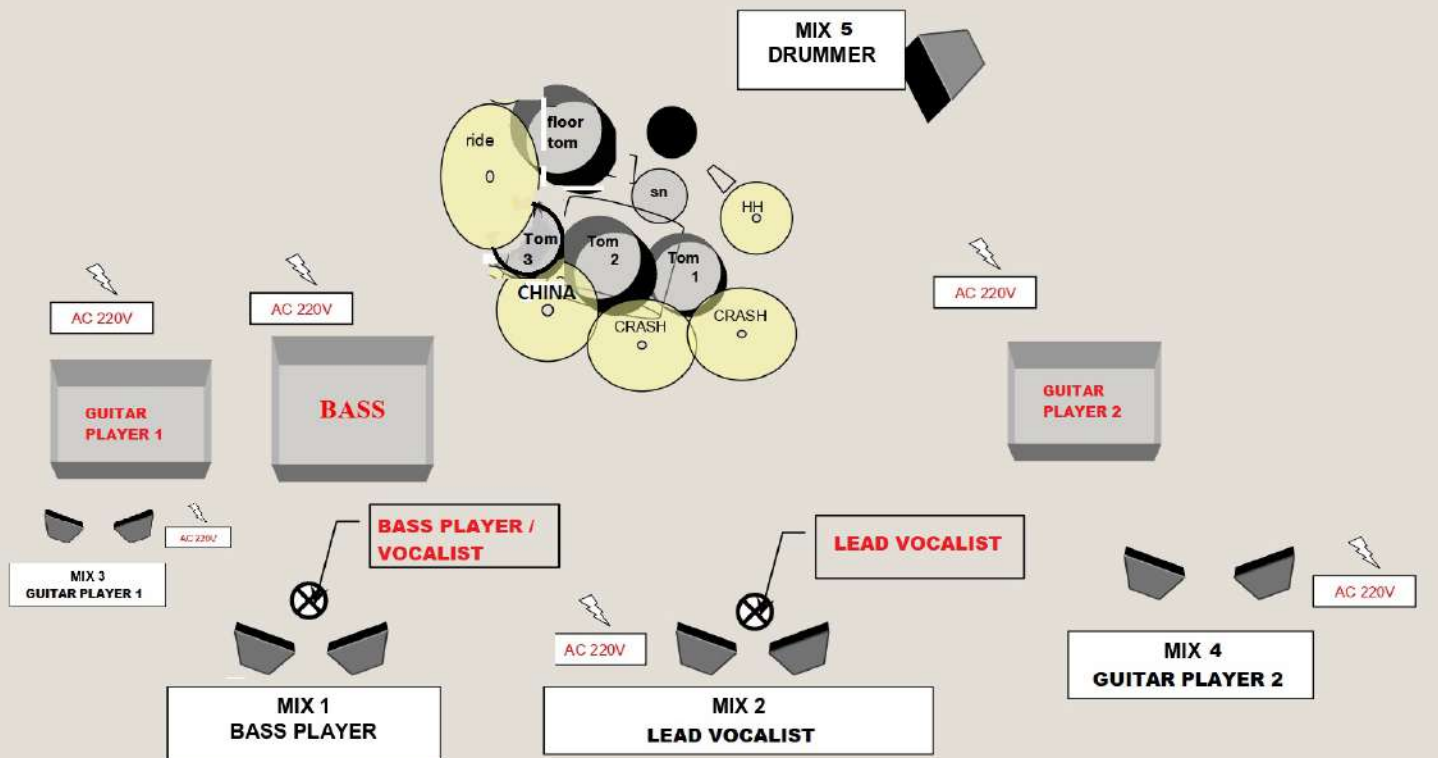 MIX 5
DRUMMER
floor
tom
ride
0
sn
HH
Tom
3
Tom
2
Tom
1
CHINA
CRASH
CRASH
AC 220V
AC 220V
AC 220V
GUITAR
PLAYER 1
BASS
GUITAR
PLAYER 2
BASS PLAYER /
VOCALIST
LEAD VOCALIST
AC 220V
MIX 3
GUITAR PLAYER 1
AC 220V
AC 220V
MIX 1
BASS PLAYER
MIX 2
LEAD VOCALIST
MIX 4
GUITAR PLAYER 2